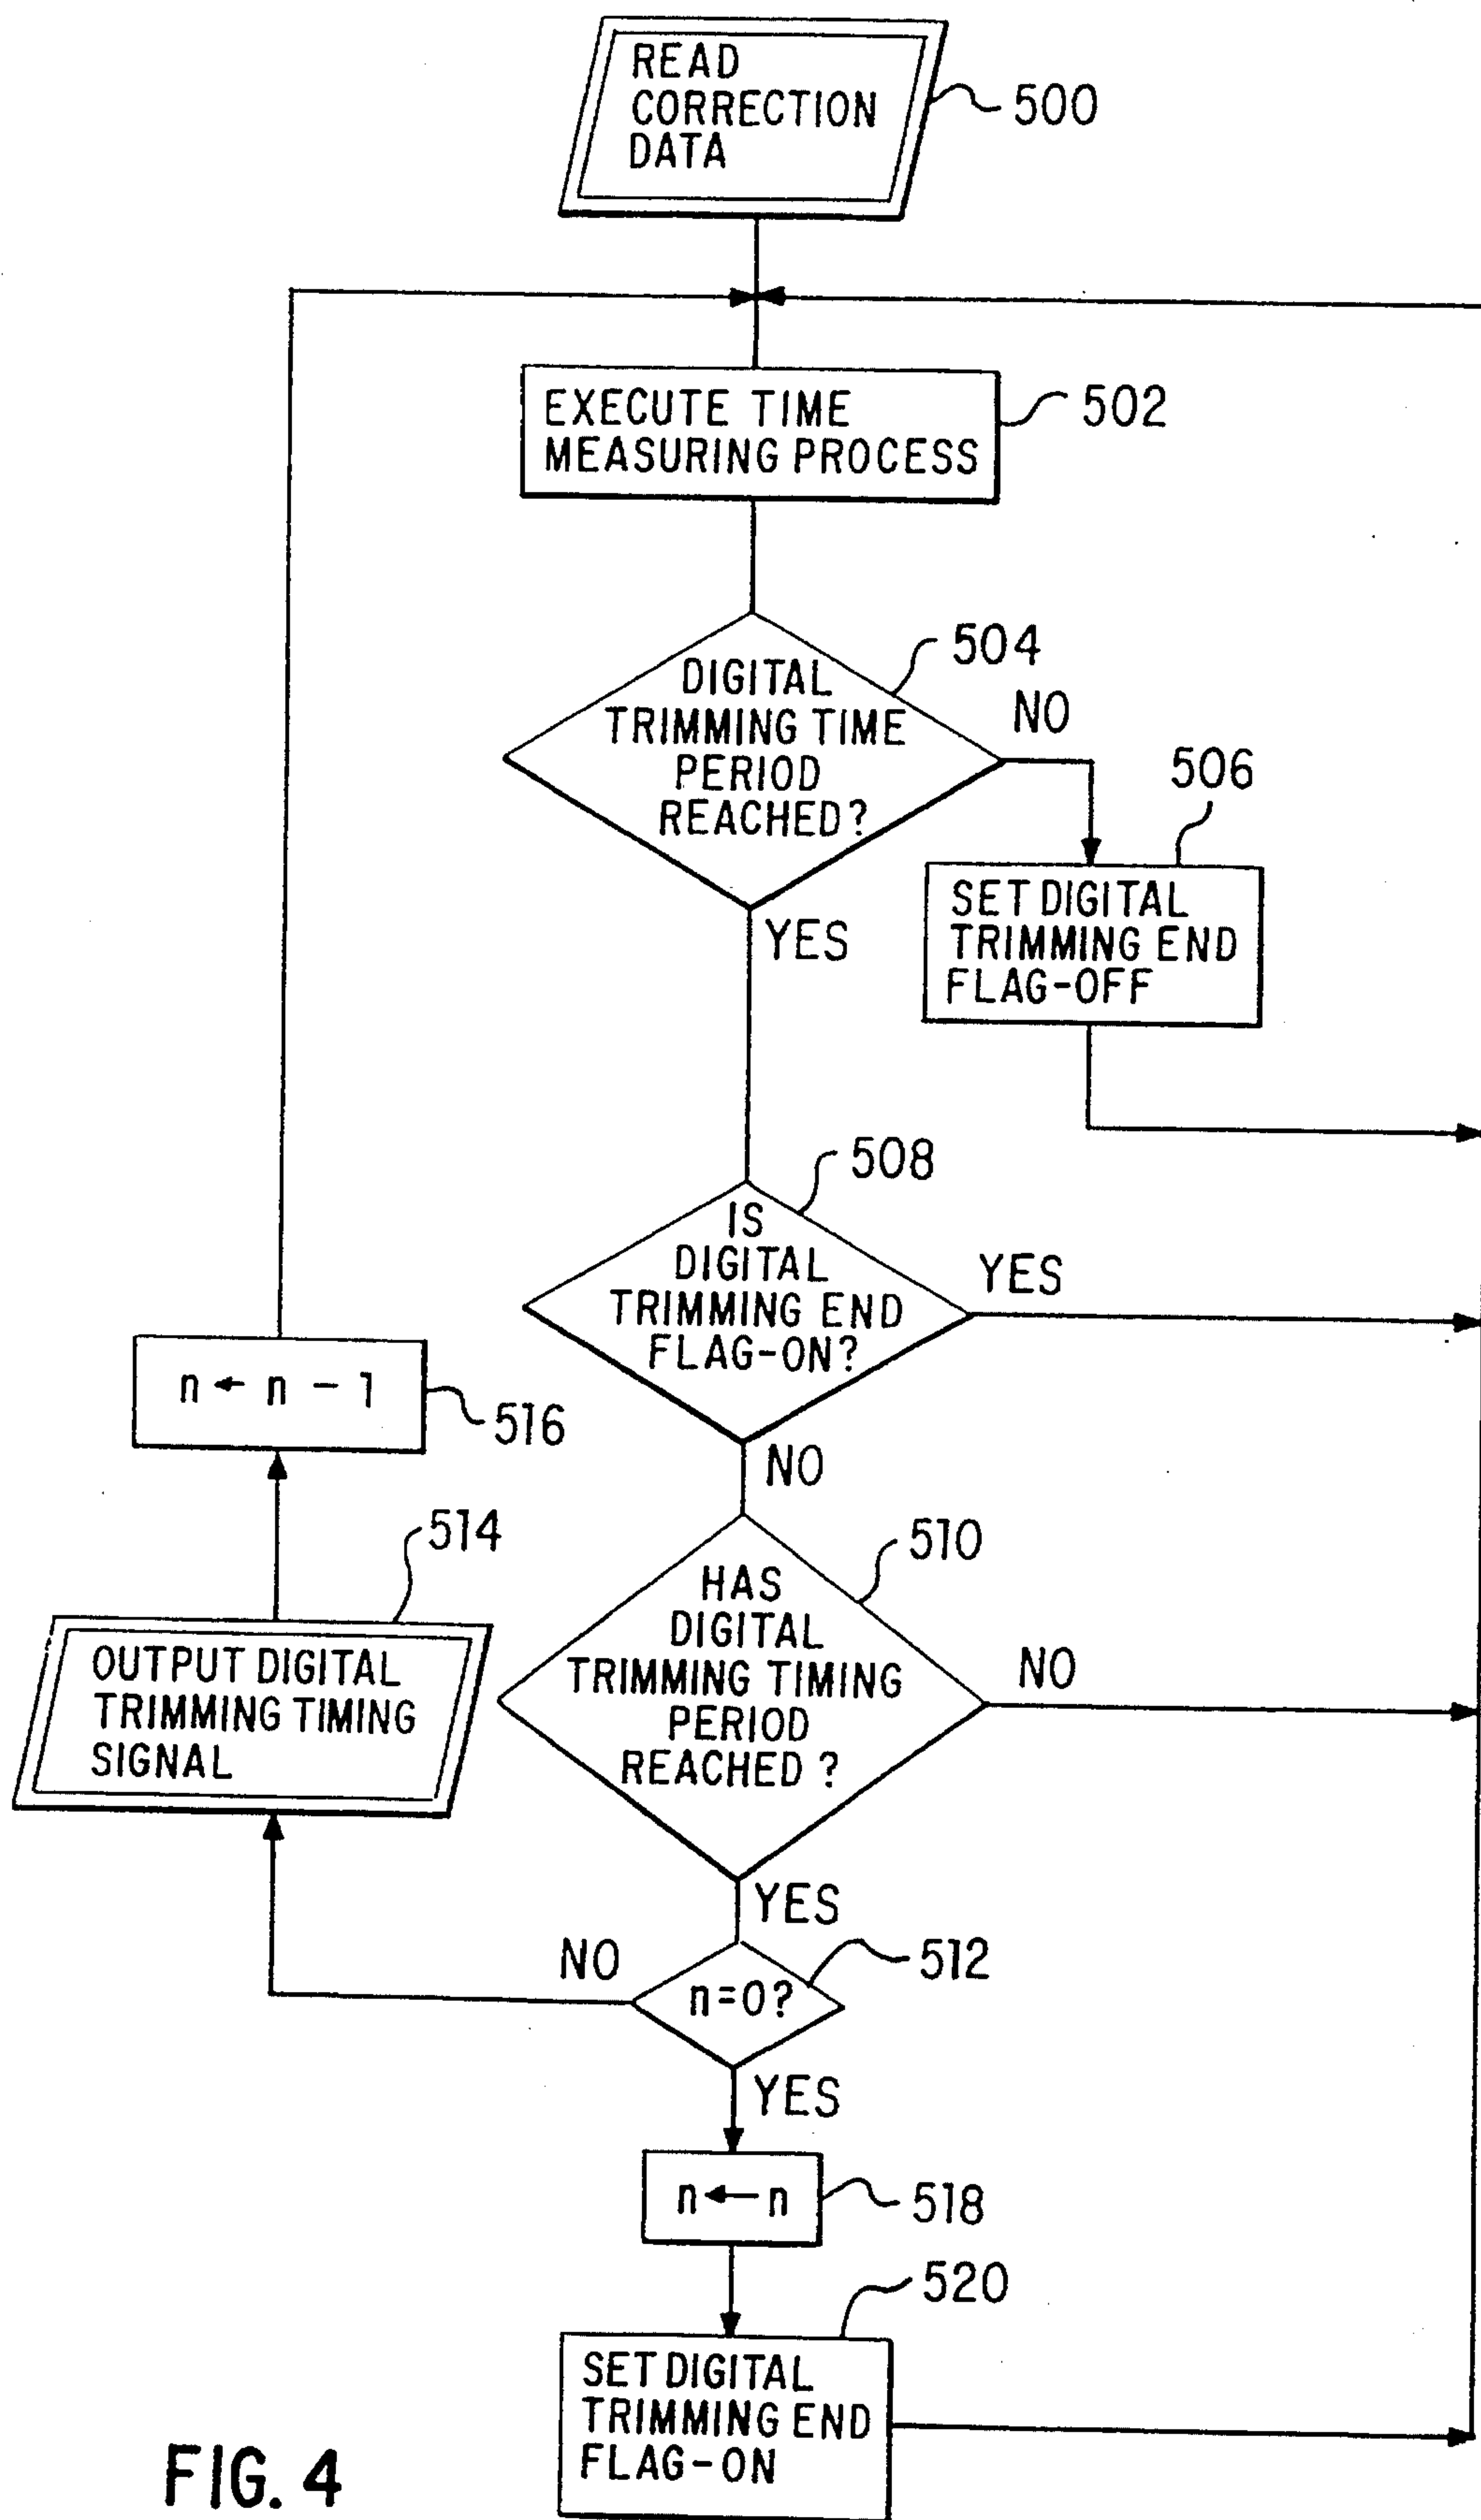 READ
CORRECTION
DATA
500
EXECUTE TIME
MEASURING PROCESS
502
DIGITAL
TRIMMING TIME
PERIOD
REACHED?
504
NO
YES
506
SET DIGITAL
TRIMMING END
FLAG-OFF
IS
DIGITAL
TRIMMING END
FLAG-ON?
508
YES
NO
n ← n - 1
516
HAS
DIGITAL
TRIMMING TIMING
PERIOD
REACHED?
510
NO
YES
514
OUTPUT DIGITAL
TRIMMING TIMING
SIGNAL
n=0?
512
NO
YES
n ← n
518
520
SET DIGITAL
TRIMMING END
FLAG-ON
FIG. 4